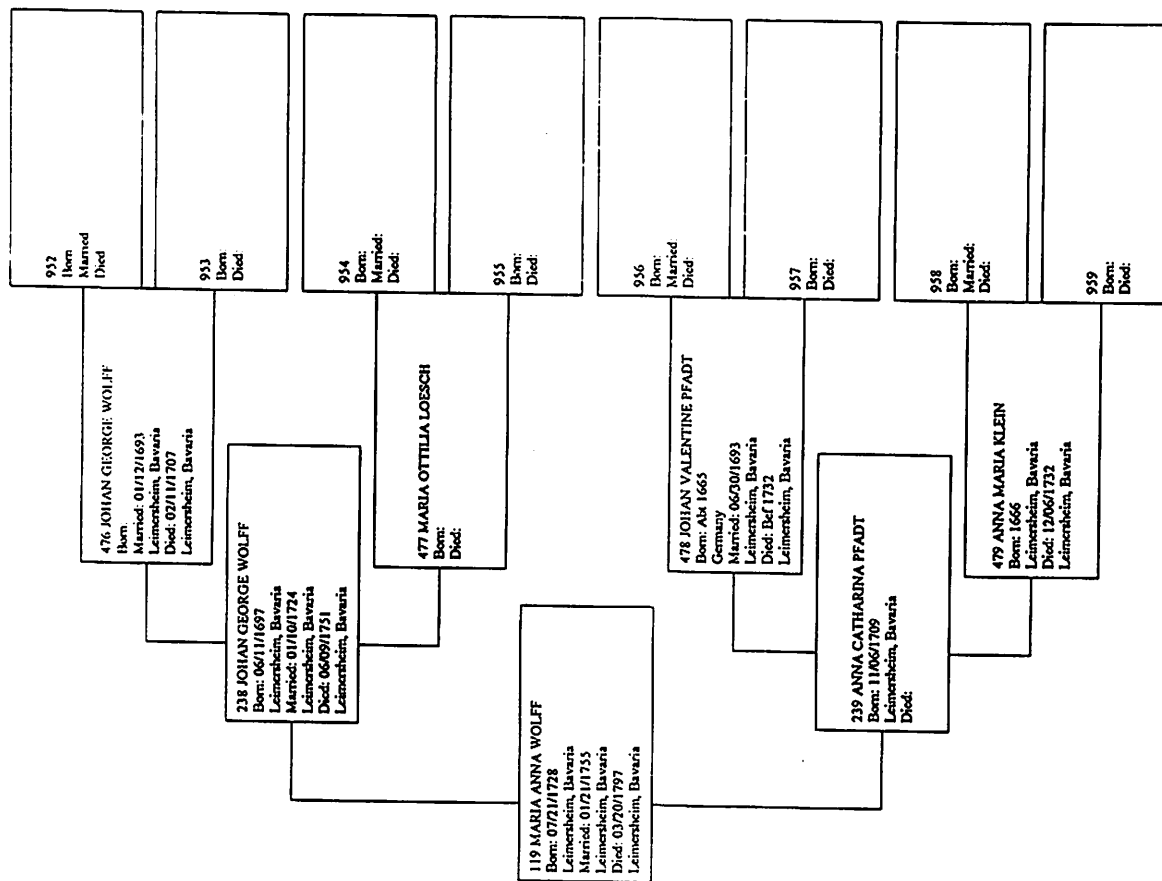 119 MARIA ANNA WOLFF
Born: 07/21/1728
Leimersheim, Bavaria
Married: 01/21/1755
Leimersheim, Bavaria
Died: 03/20/1797
Leimersheim, Bavaria
238 JOHAN GEORGE WOLFF
Born: 06/11/1697
Leimersheim, Bavaria
Married: 01/10/1724
Leimersheim, Bavaria
Died: 06/09/1751
Leimersheim, Bavaria
239 ANNA CATHARINA PFADT
Born: 11/06/1709
Leimersheim, Bavaria
Died:
476 JOHAN GEORGE WOLFF
Born
Married: 01/12/1693
Leimersheim, Bavaria
Died: 02/11/1707
Leimersheim, Bavaria
477 MARIA OTTILIA LOESCH
Born:
Died:
478 JOHAN VALENTINE PFADT
Born: Abt 1665
Germany
Married: 06/30/1693
Leimersheim, Bavaria
Died: Bef 1732
Leimersheim, Bavaria
479 ANNA MARIA KLEIN
Born: 1666
Leimersheim, Bavaria
Died: 12/06/1732
Leimersheim, Bavaria
952
Born
Married
Died
953
Born:
Died:
954
Born:
Married:
Died:
955
Born:
Died:
956
Born:
Married:
Died:
957
Born:
Died:
958
Born:
Married:
Died:
959
Born:
Died: